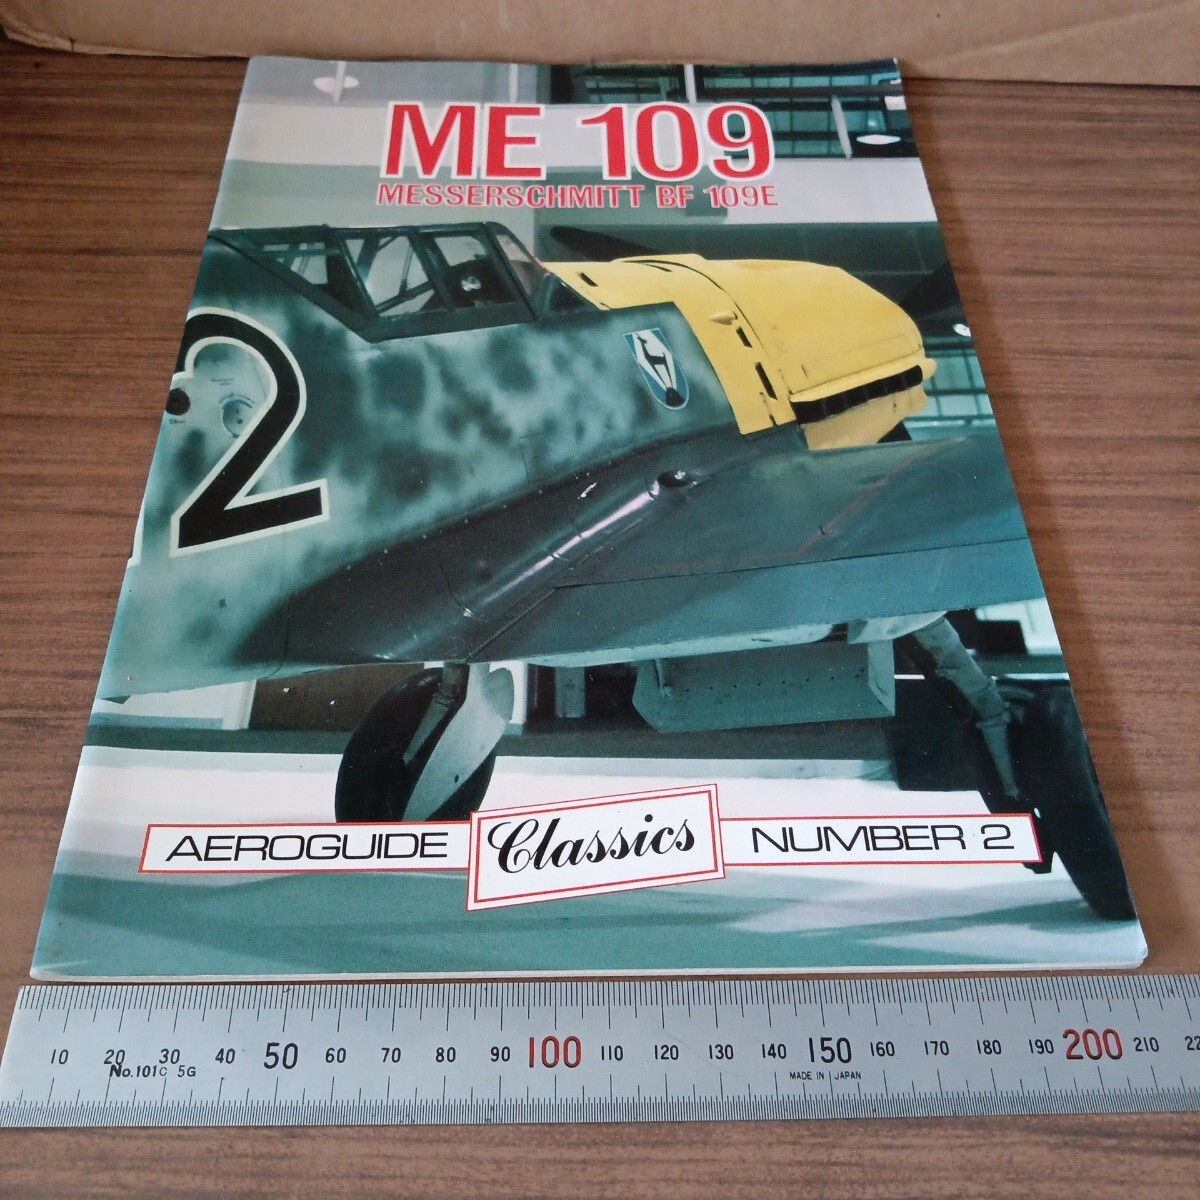 ME 109
MESSERSCHMITT BF 109E
2
AEROGUIDE Classics NUMBER 2
10 20 30 40 50 60 70 80 90 100 110 120 130 140 150 160 170 180 190 200 210 22
No.101C 5G
MADE IN JAPAN